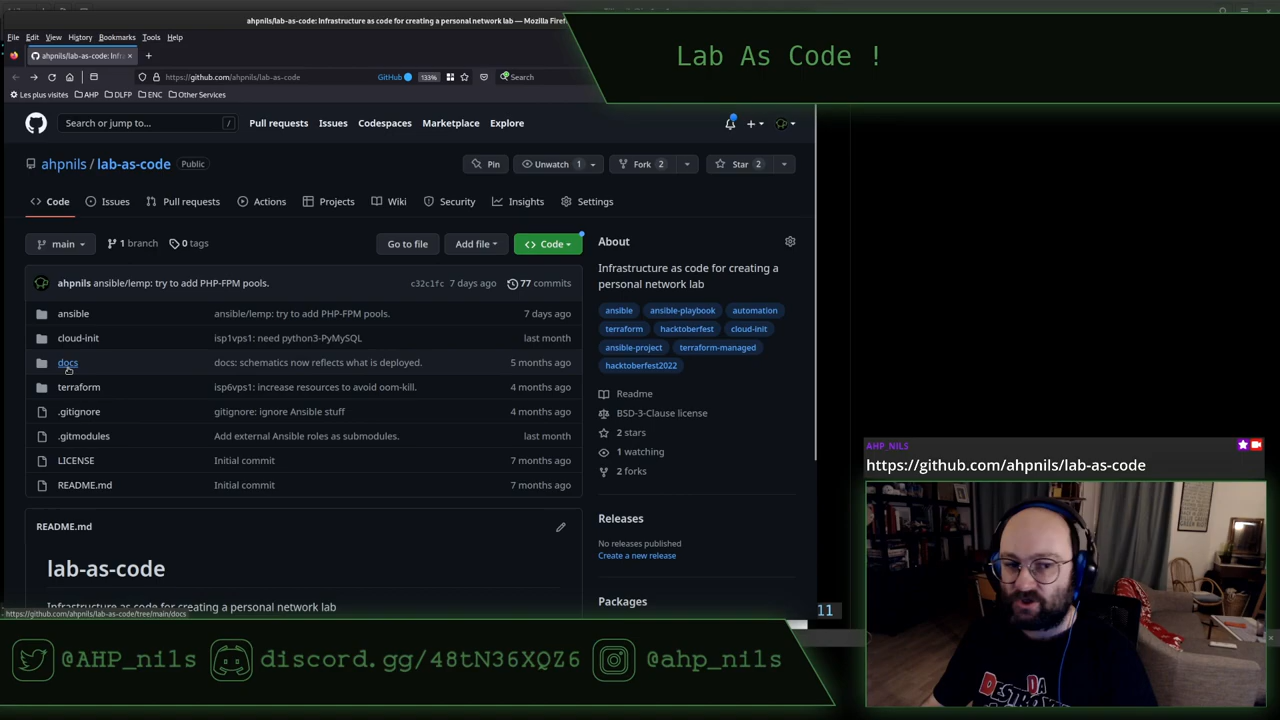 ahpnils/lab-as-code: Infrastructure as code for creating a personal network lab — Mozilla Firef
Lab As Code !
File Edit View History Bookmarks Tools Help
ahpnils/lab-as-code: Infra
https://github.com/ahpnils/lab-as-code
GitHub
133%
Search
Les plus visités AHP DLFP ENC Other Services
Search or jump to... /
Pull requests Issues Codespaces Marketplace Explore
ahpnils / lab-as-code Public
Pin Unwatch 1 Fork 2 Star 2
Code Issues Pull requests Actions Projects Wiki Security Insights Settings
main 1 branch 0 tags Go to file Add file Code
ahpnils ansible/lemp: try to add PHP-FPM pools. c32c1fc 7 days ago 77 commits
ansible ansible/lemp: try to add PHP-FPM pools. 7 days ago
cloud-init isp1vps1: need python3-PyMySQL last month
docs docs: schematics now reflects what is deployed. 5 months ago
terraform isp6vps1: increase resources to avoid oom-kill. 4 months ago
.gitignore gitignore: ignore Ansible stuff 4 months ago
.gitmodules Add external Ansible roles as submodules. last month
LICENSE Initial commit 7 months ago
README.md Initial commit 7 months ago
README.md
lab-as-code
Infrastructure as code for creating a personal network lab
https://github.com/ahpnils/lab-as-code/tree/main/docs
About
Infrastructure as code for creating a
personal network lab
ansible ansible-playbook automation
terraform hacktoberfest cloud-init
ansible-project terraform-managed
hacktoberfest2022
Readme
BSD-3-Clause license
2 stars
1 watching
2 forks
Releases
No releases published
Create a new release
Packages
11
AHP_NILS
https://github.com/ahpnils/lab-as-code
DA
DESTRO
@AHP_nils discord.gg/48tN36XQZ6 @ahp_nils